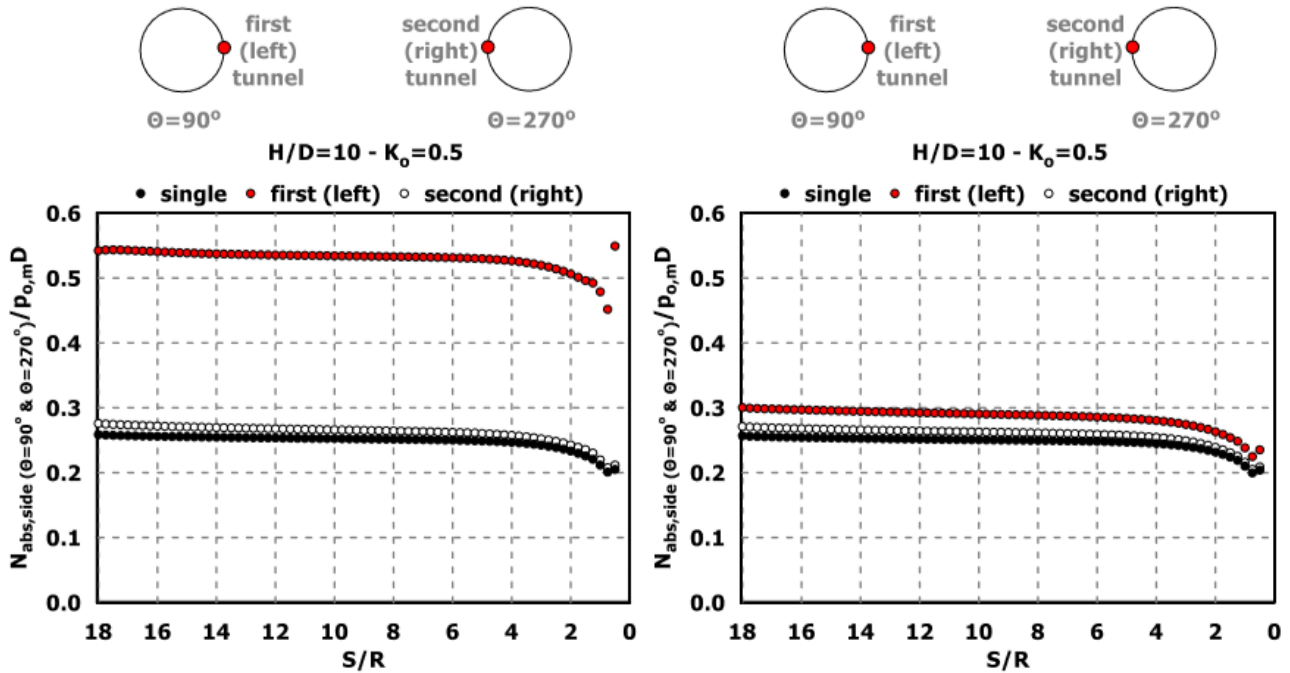 first
(left)
tunnel
second
(right)
tunnel
Θ=90°
Θ=270°
H/D=10 - Ko=0.5
single first (left) second (right)
Nabs,side (Θ=90° & Θ=270°)/po,mD
0.6
0.5
0.4
0.3
0.2
0.1
0.0
18 16 14 12 10 8 6 4 2 0
S/R
first
(left)
tunnel
second
(right)
tunnel
Θ=90°
Θ=270°
H/D=10 - Ko=0.5
single first (left) second (right)
Nabs,side (Θ=90° & Θ=270°)/po,mD
0.6
0.5
0.4
0.3
0.2
0.1
0.0
18 16 14 12 10 8 6 4 2 0
S/R